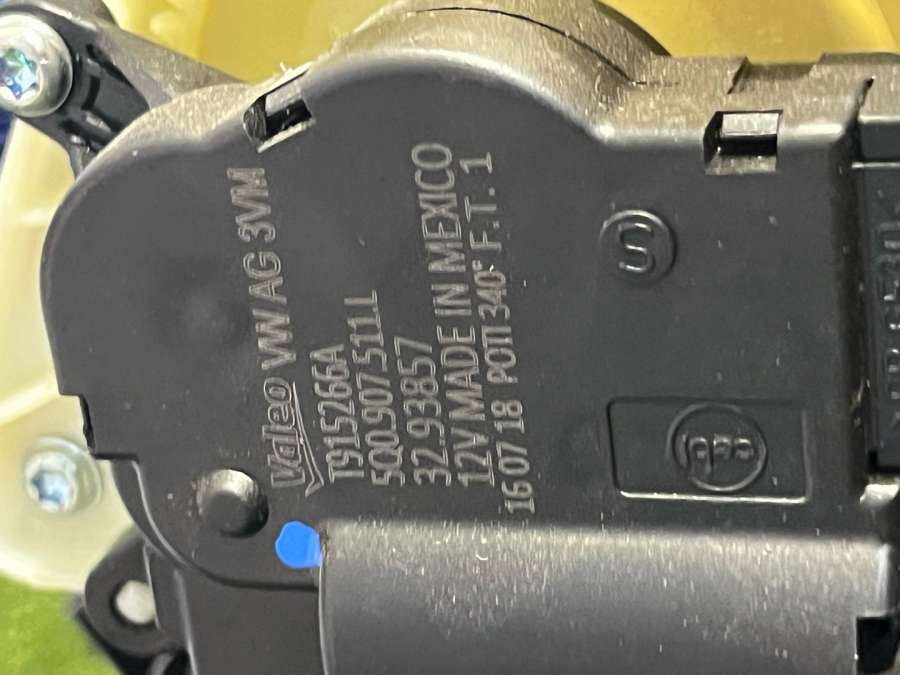 Valeo VW AG 3VM
T915266A
5Q0.907.511.L
32.93857
12V MADE IN MEXICO
16 07 18 P01T1 340° F.T. 1
S